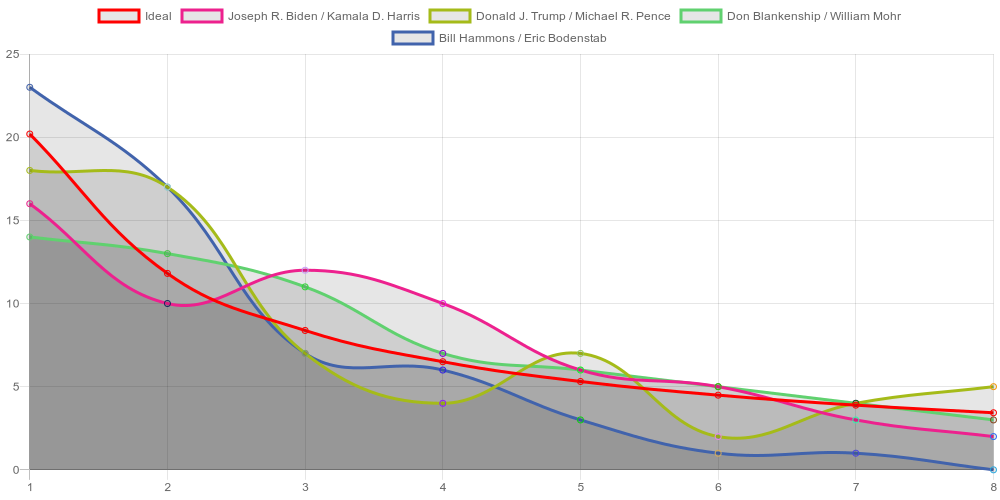 Ideal Joseph R. Biden / Kamala D. Harris Donald J. Trump / Michael R. Pence Don Blankenship / William Mohr
Bill Hammons / Eric Bodenstab
25
20
15
10
5
0
1 2 3 4 5 6 7 8